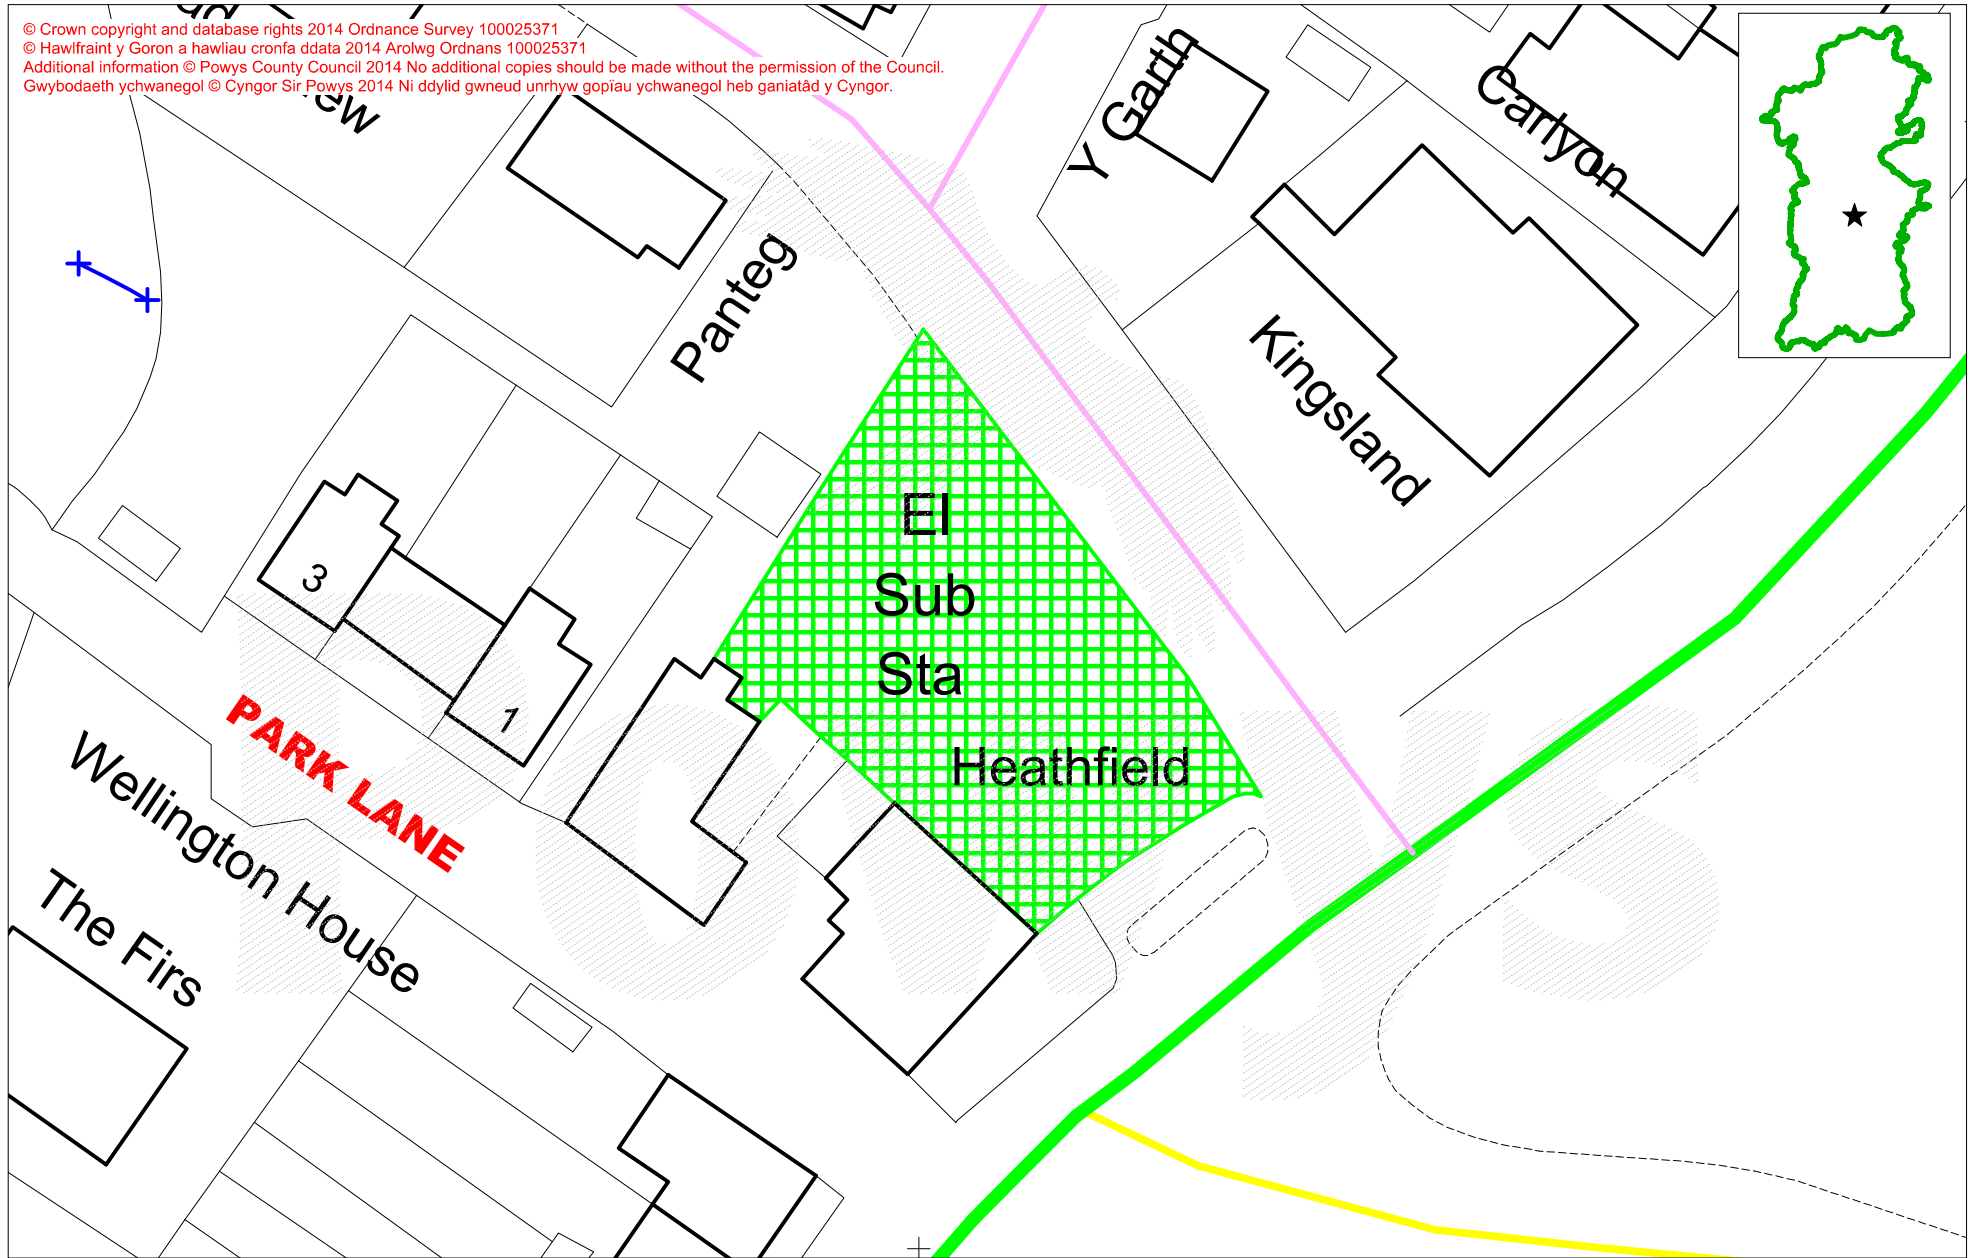 © Crown copyright and database rights 2014 Ordnance Survey 100025371
© Hawlfraint y Goron a hawliau cronfa ddata 2014 Arolwg Ordnans 100025371
Additional information © Powys County Council 2014 No additional copies should be made without the permission of the Council.
Gwybodaeth ychwanegol © Cyngor Sir Powys 2014 Ni ddylid gwneud unrhyw gopïau ychwanegol heb ganiatâd y Cyngor.
Y Garth
Carlyon
Panteg
Kingsland
El
Sub
Sta
Heathfield
3
1
PARK LANE
Wellington House
The Firs
Powys